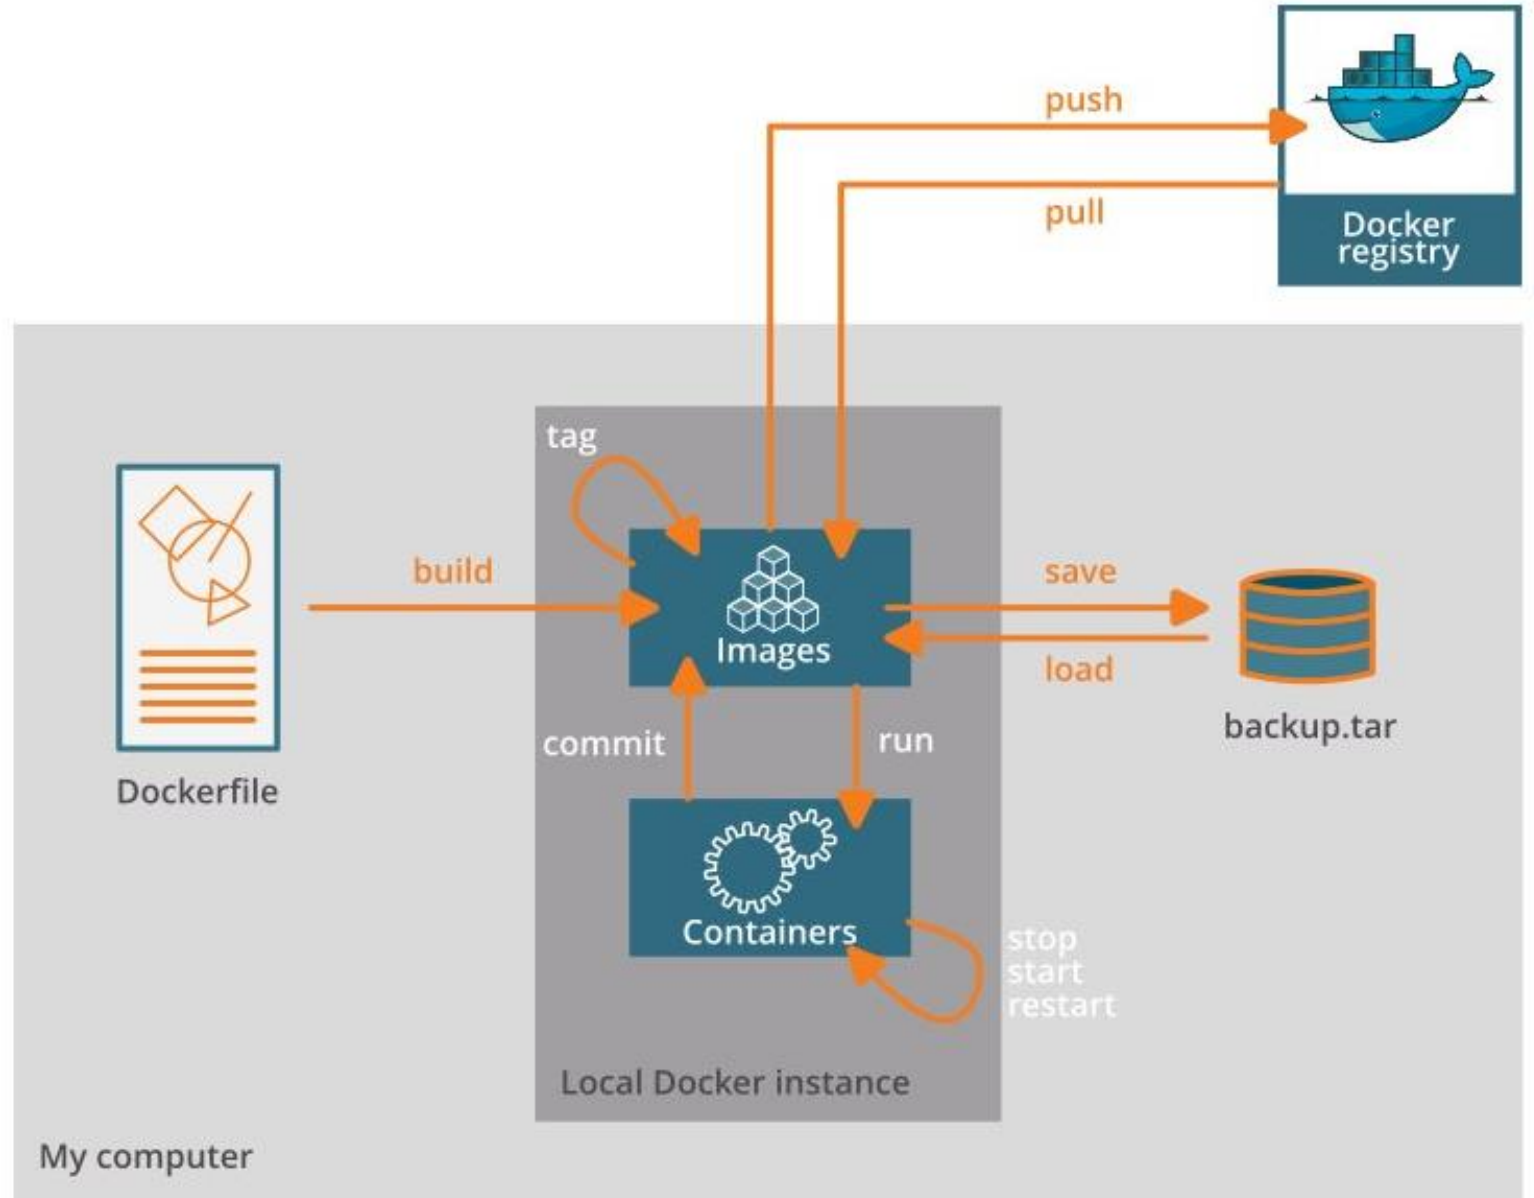 push
pull
Docker
registry
tag
build
Images
save
load
backup.tar
commit
run
Dockerfile
Containers
stop
start
restart
Local Docker instance
My computer